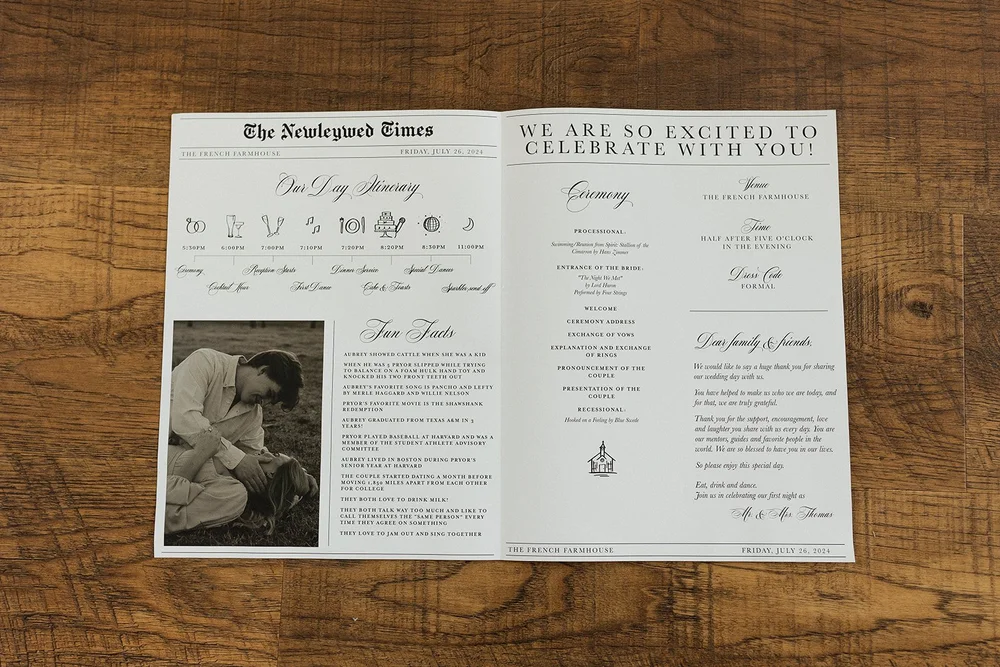 The Newleywed Times
THE FRENCH FARMHOUSE
FRIDAY, JULY 26, 2024
Our Day Itinerary
5:30PM 6:00PM 7:00PM 7:10PM 7:20PM 8:20PM 8:30PM 11:00PM
Ceremony Reception Starts Dinner Service Special Dances
Cocktail Hour First Dance Cake & Toasts Sparkler send off
Fun Facts
AUBREY SHOWED CATTLE WHEN SHE WAS A KID
WHEN HE WAS 5 PRYOR SLIPPED WHILE TRYING
TO BALANCE ON A FOAM HULK HAND TOY AND
KNOCKED HIS TWO FRONT TEETH OUT
AUBREY'S FAVORITE SONG IS PANCHO AND LEFTY
BY MERLE HAGGARD AND WILLIE NELSON
PRYOR'S FAVORITE MOVIE IS THE SHAWSHANK
REDEMPTION
AUBREY GRADUATED FROM TEXAS A&M IN 3
YEARS!
PRYOR PLAYED BASEBALL AT HARVARD AND WAS A
MEMBER OF THE STUDENT ATHLETE ADVISORY
COMMITTEE
AUBREY LIVED IN BOSTON DURING PRYOR'S
SENIOR YEAR AT HARVARD
THE COUPLE STARTED DATING A MONTH BEFORE
MOVING 1,850 MILES APART FROM EACH OTHER
FOR COLLEGE
THEY BOTH LOVE TO DRINK MILK!
THEY BOTH TALK WAY TOO MUCH AND LIKE TO
CALL THEMSELVES THE "SAME PERSON" EVERY
TIME THEY AGREE ON SOMETHING
THEY LOVE TO JAM OUT AND SING TOGETHER
WE ARE SO EXCITED TO
CELEBRATE WITH YOU!
Ceremony
PROCESSIONAL:
Swimming/Reunion from Spirit: Stallion of the
Cimarron by Hans Zimmer
ENTRANCE OF THE BRIDE:
"The Night We Met"
by Lord Huron
Performed by Four Strings
WELCOME
CEREMONY ADDRESS
EXCHANGE OF VOWS
EXPLANATION AND EXCHANGE
OF RINGS
PRONOUNCEMENT OF THE
COUPLE
PRESENTATION OF THE
COUPLE
RECESSIONAL:
Hooked on a Feeling by Blue Swede
Venue
THE FRENCH FARMHOUSE
Time
HALF AFTER FIVE O'CLOCK
IN THE EVENING
Dress Code
FORMAL
Dear family & friends,
We would like to say a huge thank you for sharing
our wedding day with us.
You have helped to make us who we are today, and
for that, we are truly grateful.
Thank you for the support, encouragement, love
and laughter you share with us every day. You are
our mentors, guides and favorite people in the
world. We are so blessed to have you in our lives.
So please enjoy this special day.
Eat, drink and dance.
Join us in celebrating our first night as
Mr. & Mrs. Thomas
THE FRENCH FARMHOUSE
FRIDAY, JULY 26, 2024